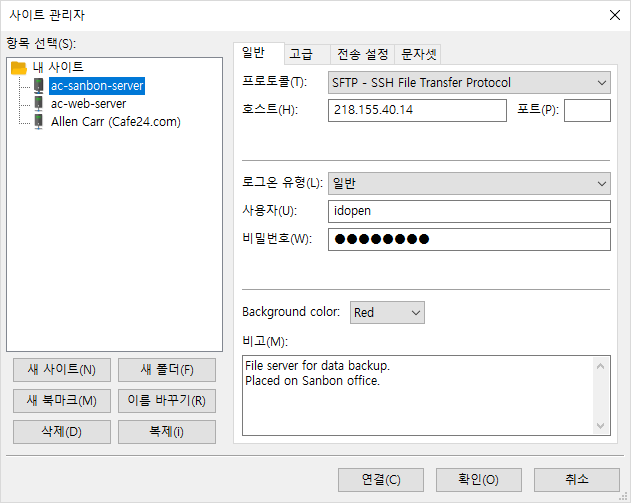 사이트 관리자
항목 선택(S):
내 사이트
ac-sanbon-server
ac-web-server
Allen Carr (Cafe24.com)
새 사이트(N)
새 폴더(F)
새 북마크(M)
이름 바꾸기(R)
삭제(D)
복제(i)
일반
고급
전송 설정
문자셋
프로토콜(T):
SFTP - SSH File Transfer Protocol
호스트(H):
218.155.40.14
포트(P):
로그온 유형(L):
일반
사용자(U):
idopen
비밀번호(W):
●●●●●●●●
Background color:
Red
비고(M):
File server for data backup.
Placed on Sanbon office.
연결(C)
확인(O)
취소